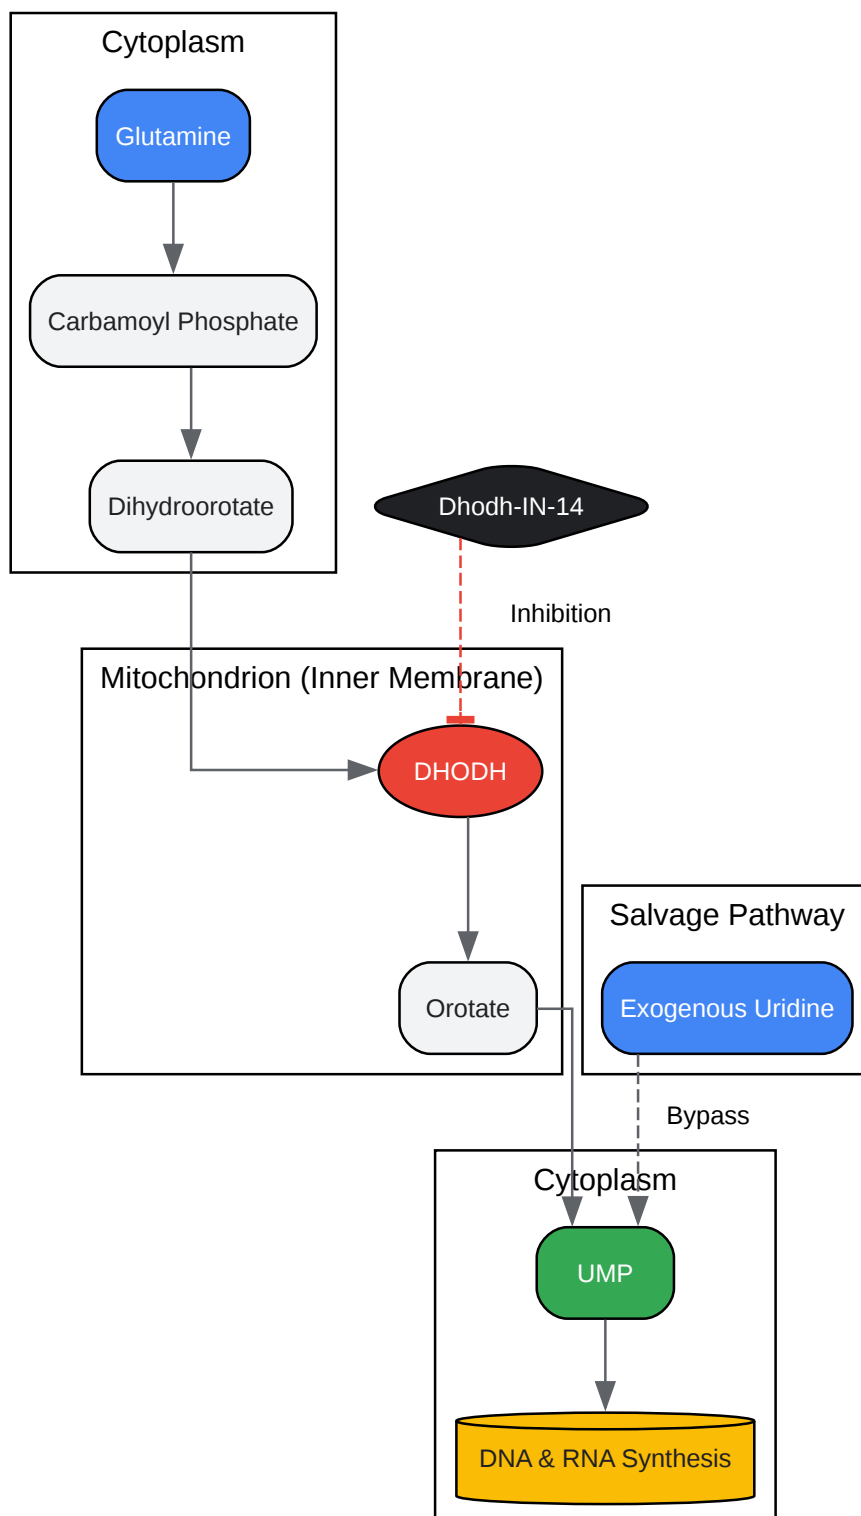 Cytoplasm
Glutamine
Carbamoyl Phosphate
Dihydroorotate
Dhodh-IN-14
Inhibition
Mitochondrion (Inner Membrane)
DHODH
Salvage Pathway
Orotate
Exogenous Uridine
Bypass
Cytoplasm
UMP
DNA & RNA Synthesis